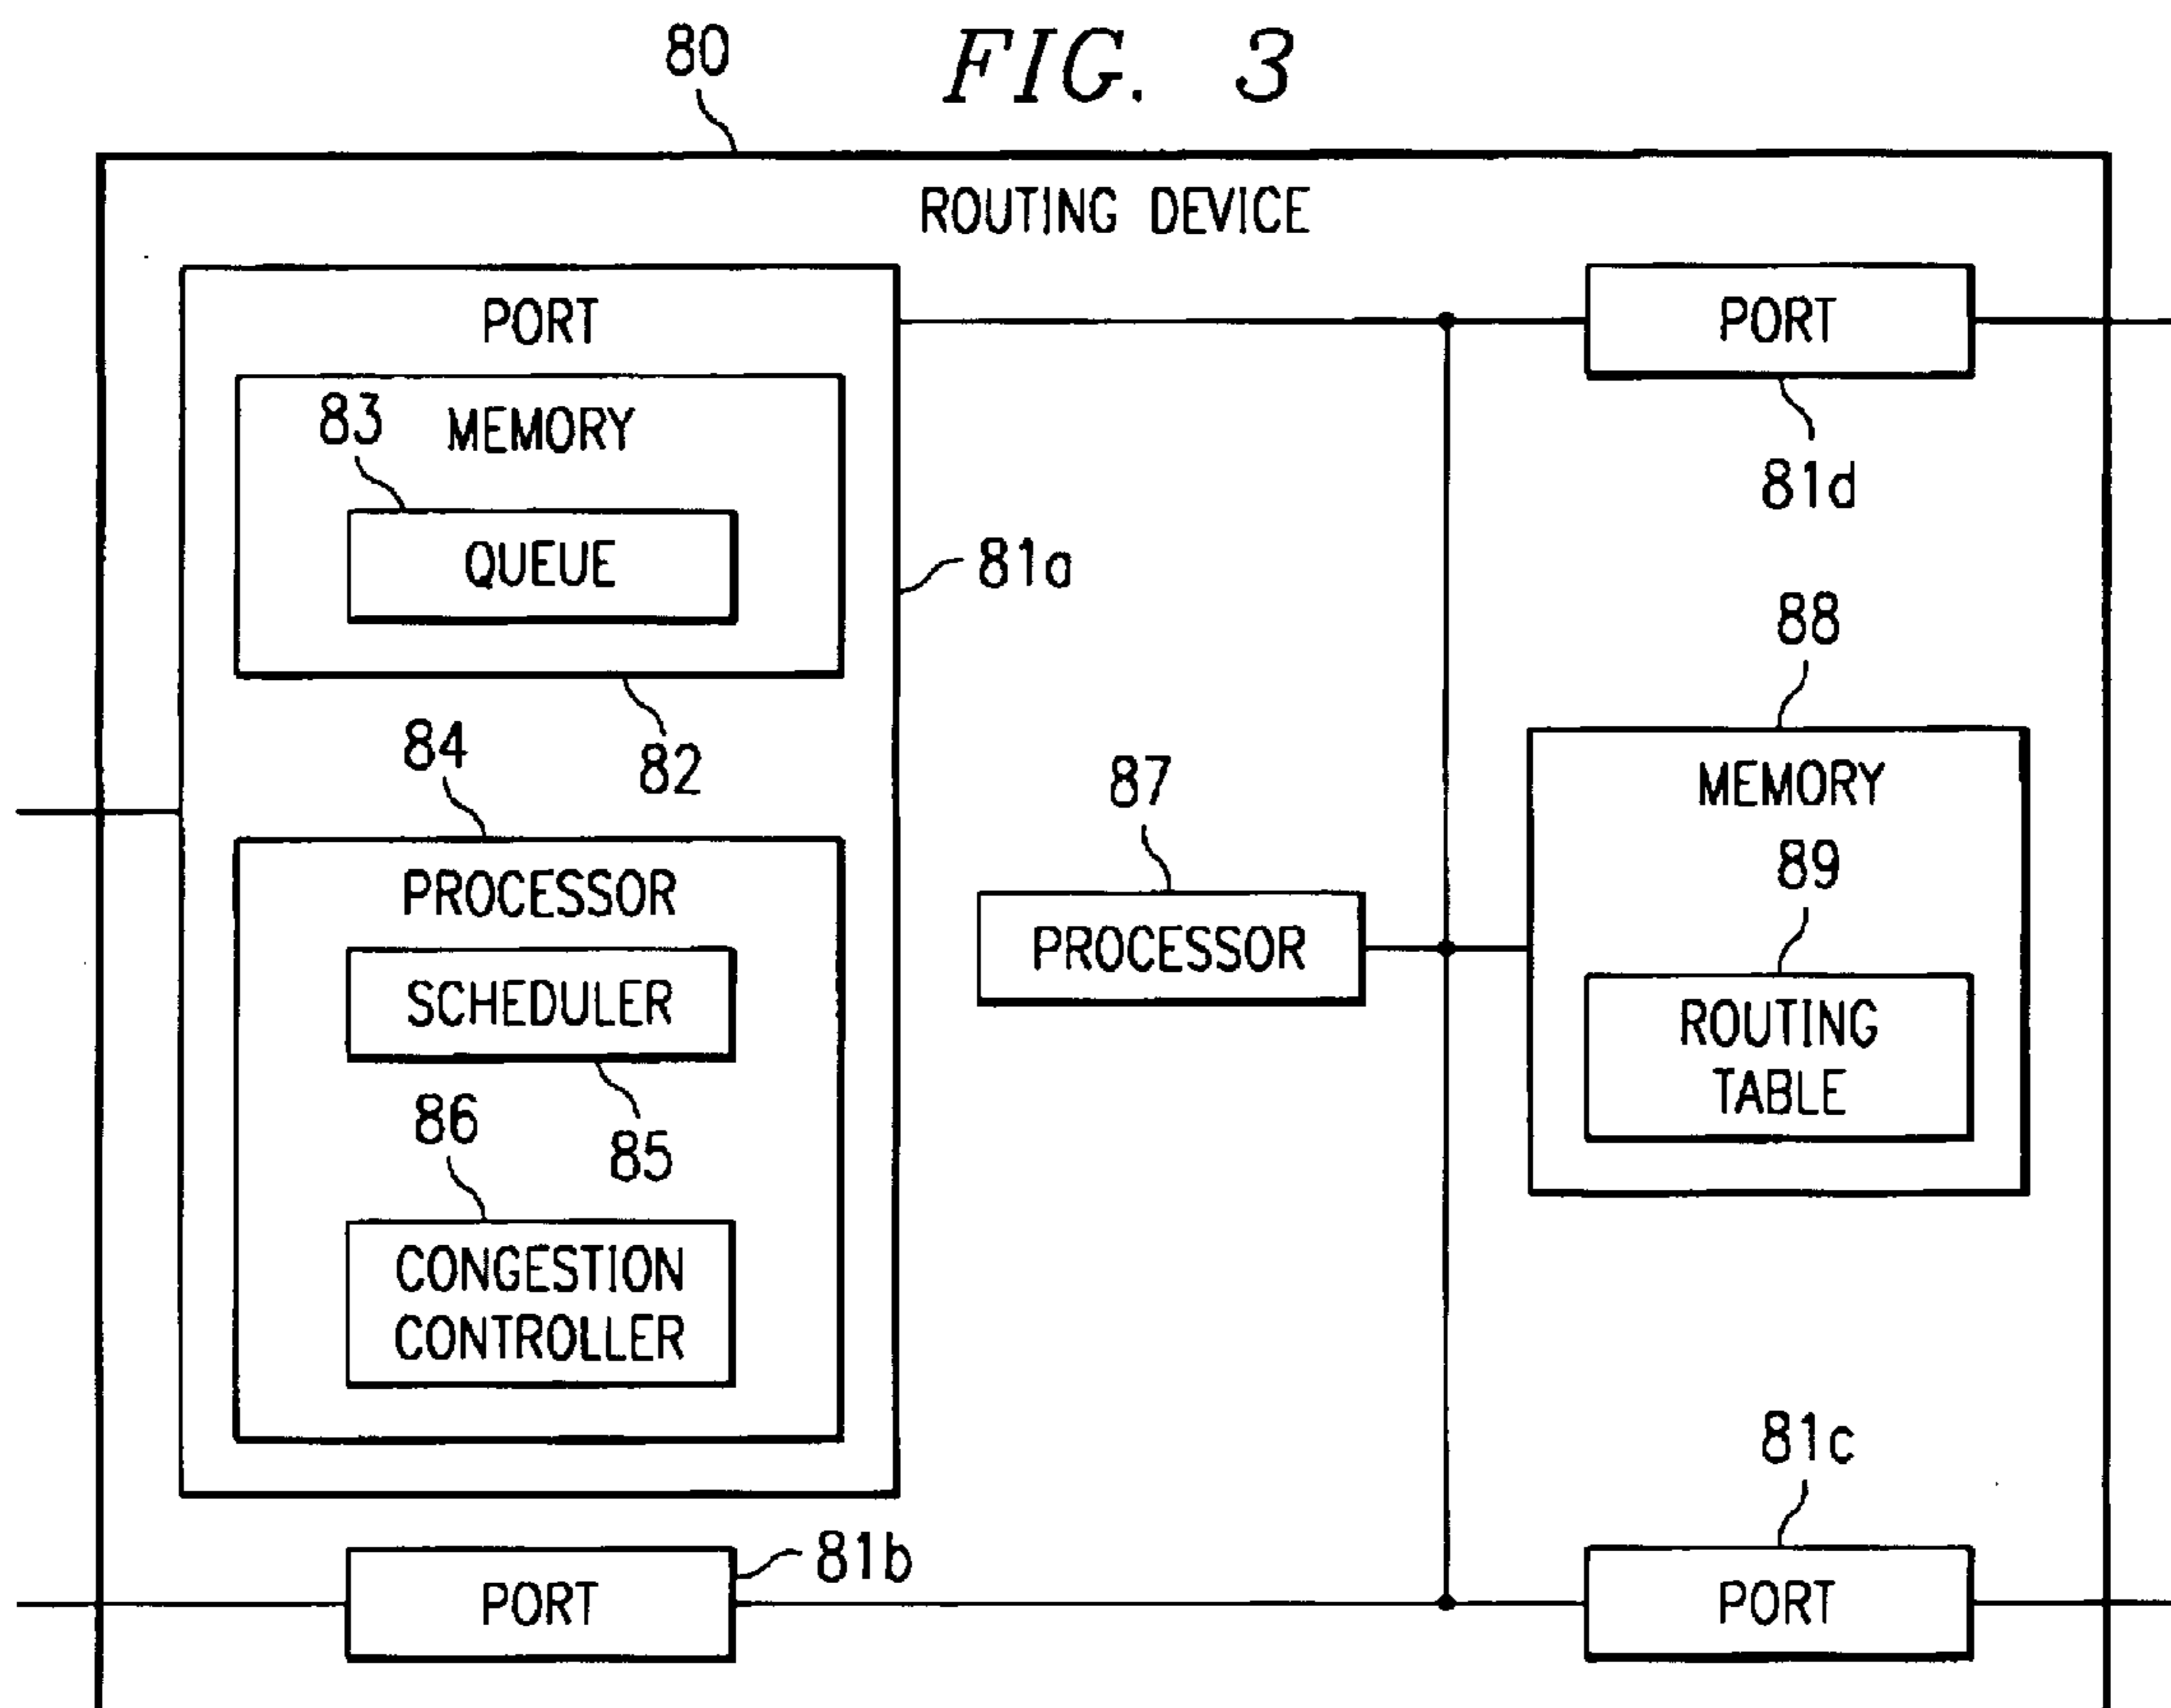 80
FIG. 3
ROUTING DEVICE
PORT
MEMORY
83
QUEUE
82
81a
84
PROCESSOR
SCHEDULER
85
86
CONGESTION
CONTROLLER
81b
PORT
87
PROCESSOR
PORT
81d
88
MEMORY
89
ROUTING
TABLE
81c
PORT